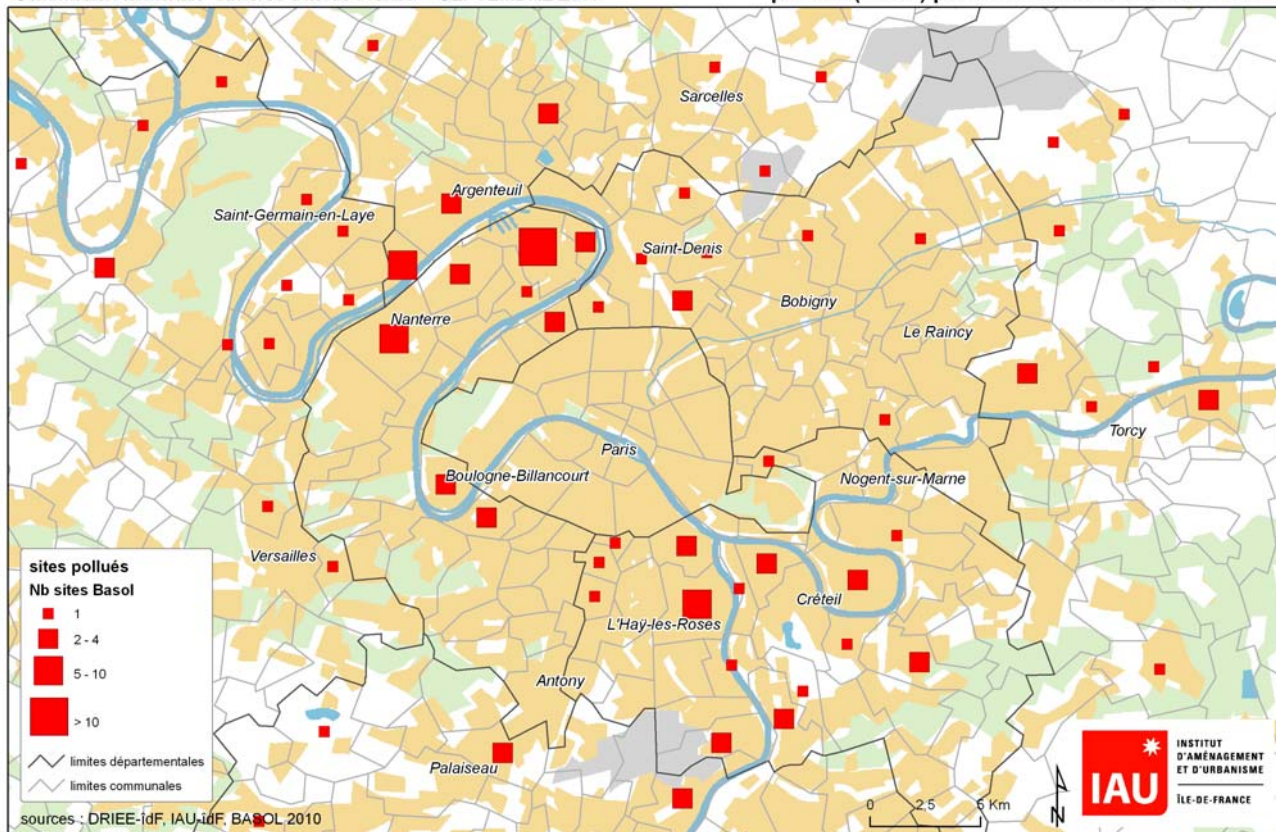 Sarcelles
Argenteuil
Saint-Germain-en-Laye
Saint-Denis
Bobigny
Nanterre
Le Raincy
Torcy
Paris
Boulogne-Billancourt
Nogent-sur-Marne
Versailles
Créteil
L'Haÿ-les-Roses
Antony
Palaiseau
sites pollués
Nb sites Basol
1
2 - 4
5 - 10
> 10
limites départementales
limites communales
sources : DRIEE-îdF, IAU-îdF, BASOL 2010
0 2,5 5 Km
N
IAU
INSTITUT
D'AMÉNAGEMENT
ET D'URBANISME
ÎLE-DE-FRANCE